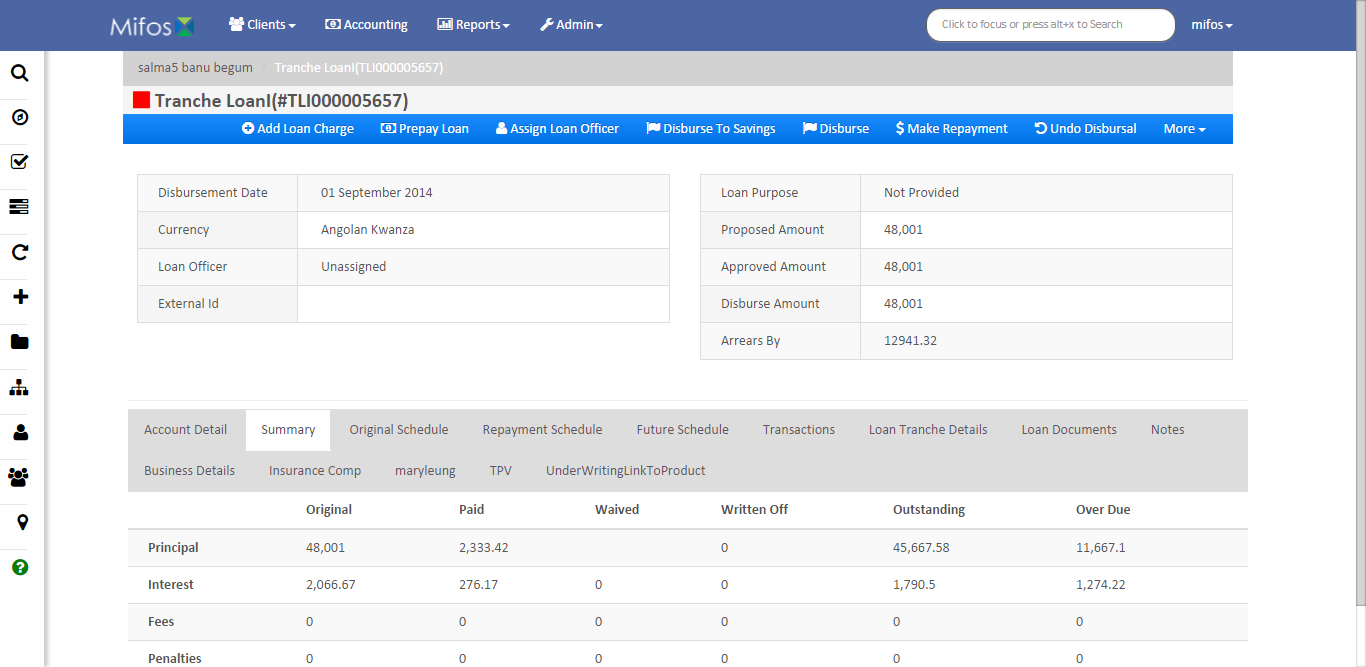 Mifos Clients Accounting Reports Admin Click to focus or press alt+x to Search mifos
salma5 banu begum / Tranche LoanI(TLI000005657)
Tranche LoanI(#TLI000005657)
Add Loan Charge Prepay Loan Assign Loan Officer Disburse To Savings Disburse $ Make Repayment Undo Disbursal More
Disbursement Date 01 September 2014 Loan Purpose Not Provided
Currency Angolan Kwanza Proposed Amount 48,001
Loan Officer Unassigned Approved Amount 48,001
External Id Disburse Amount 48,001
Arrears By 12941.32
Account Detail Summary Original Schedule Repayment Schedule Future Schedule Transactions Loan Tranche Details Loan Documents Notes
Business Details Insurance Comp maryleung TPV UnderWritingLinkToProduct
Original Paid Waived Written Off Outstanding Over Due
Principal 48,001 2,333.42 0 45,667.58 11,667.1
Interest 2,066.67 276.17 0 0 1,790.5 1,274.22
Fees 0 0 0 0 0 0
Penalties 0 0 0 0 0 0